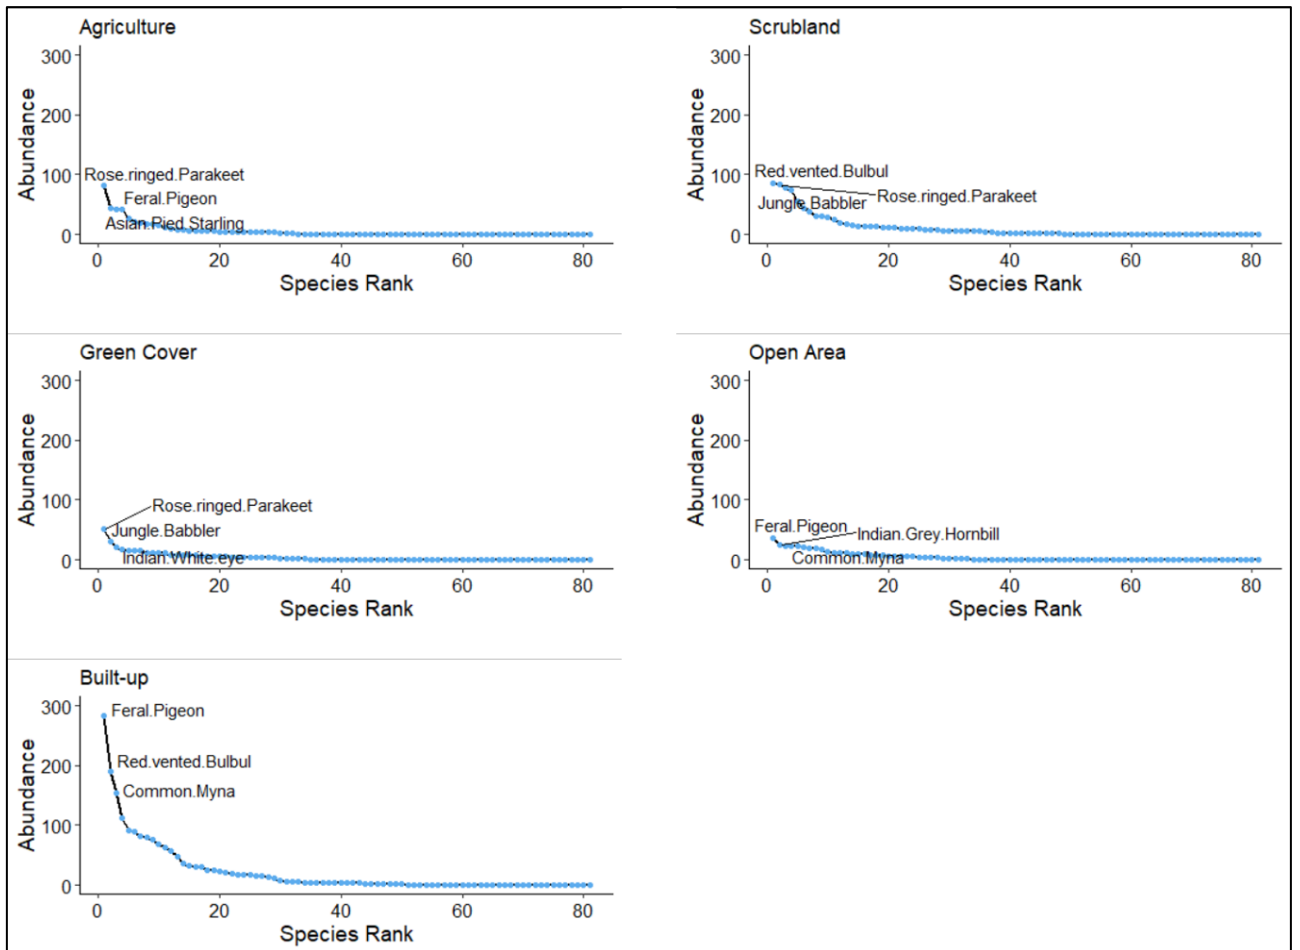 Agriculture
300
200
100
0
Abundance
Rose.ringed.Parakeet
Feral.Pigeon
Asian.Pied.Starling
0 20 40 60 80
Species Rank
Scrubland
300
200
100
0
Abundance
Red.vented.Bulbul
Rose.ringed.Parakeet
Jungle.Babbler
0 20 40 60 80
Species Rank
Green Cover
300
200
100
0
Abundance
Rose.ringed.Parakeet
Jungle.Babbler
Indian.White.eye
0 20 40 60 80
Species Rank
Open Area
300
200
100
0
Abundance
Feral.Pigeon
Indian.Grey.Hornbill
Common.Myna
0 20 40 60 80
Species Rank
Built-up
300
200
100
0
Abundance
Feral.Pigeon
Red.vented.Bulbul
Common.Myna
0 20 40 60 80
Species Rank